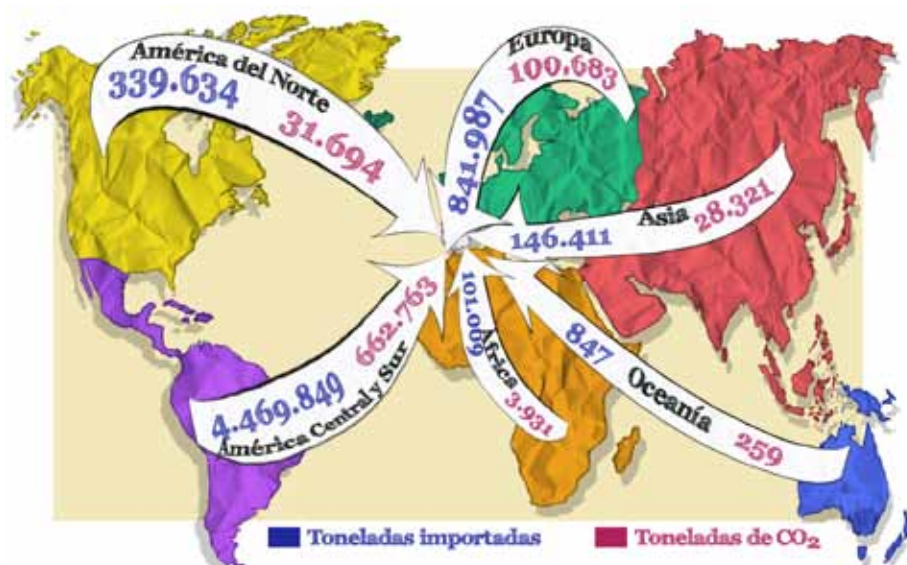 América del Norte
339.634
31.694
Europa
100.683
841.987
Asia
28.321
146.411
4.469.849
662.763
América Central y Sur
101.009
África
3.931
847
Oceanía
259
Toneladas importadas
Toneladas de CO₂